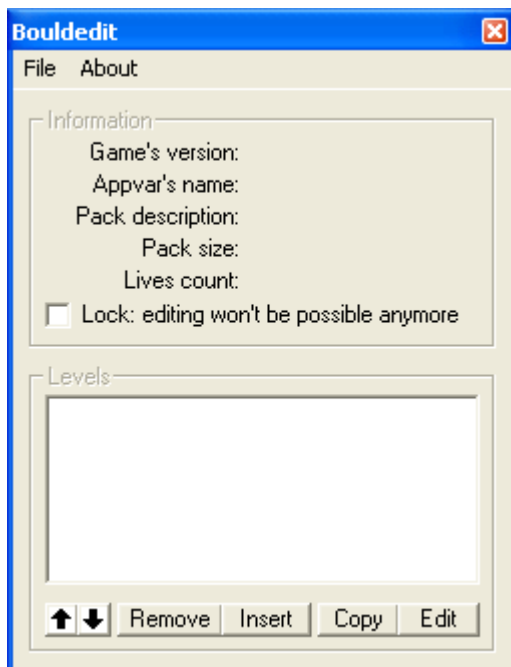 Bouldedit
File About
Information
Game's version:
Appvar's name:
Pack description:
Pack size:
Lives count:
Lock: editing won't be possible anymore
Levels
Remove Insert Copy Edit